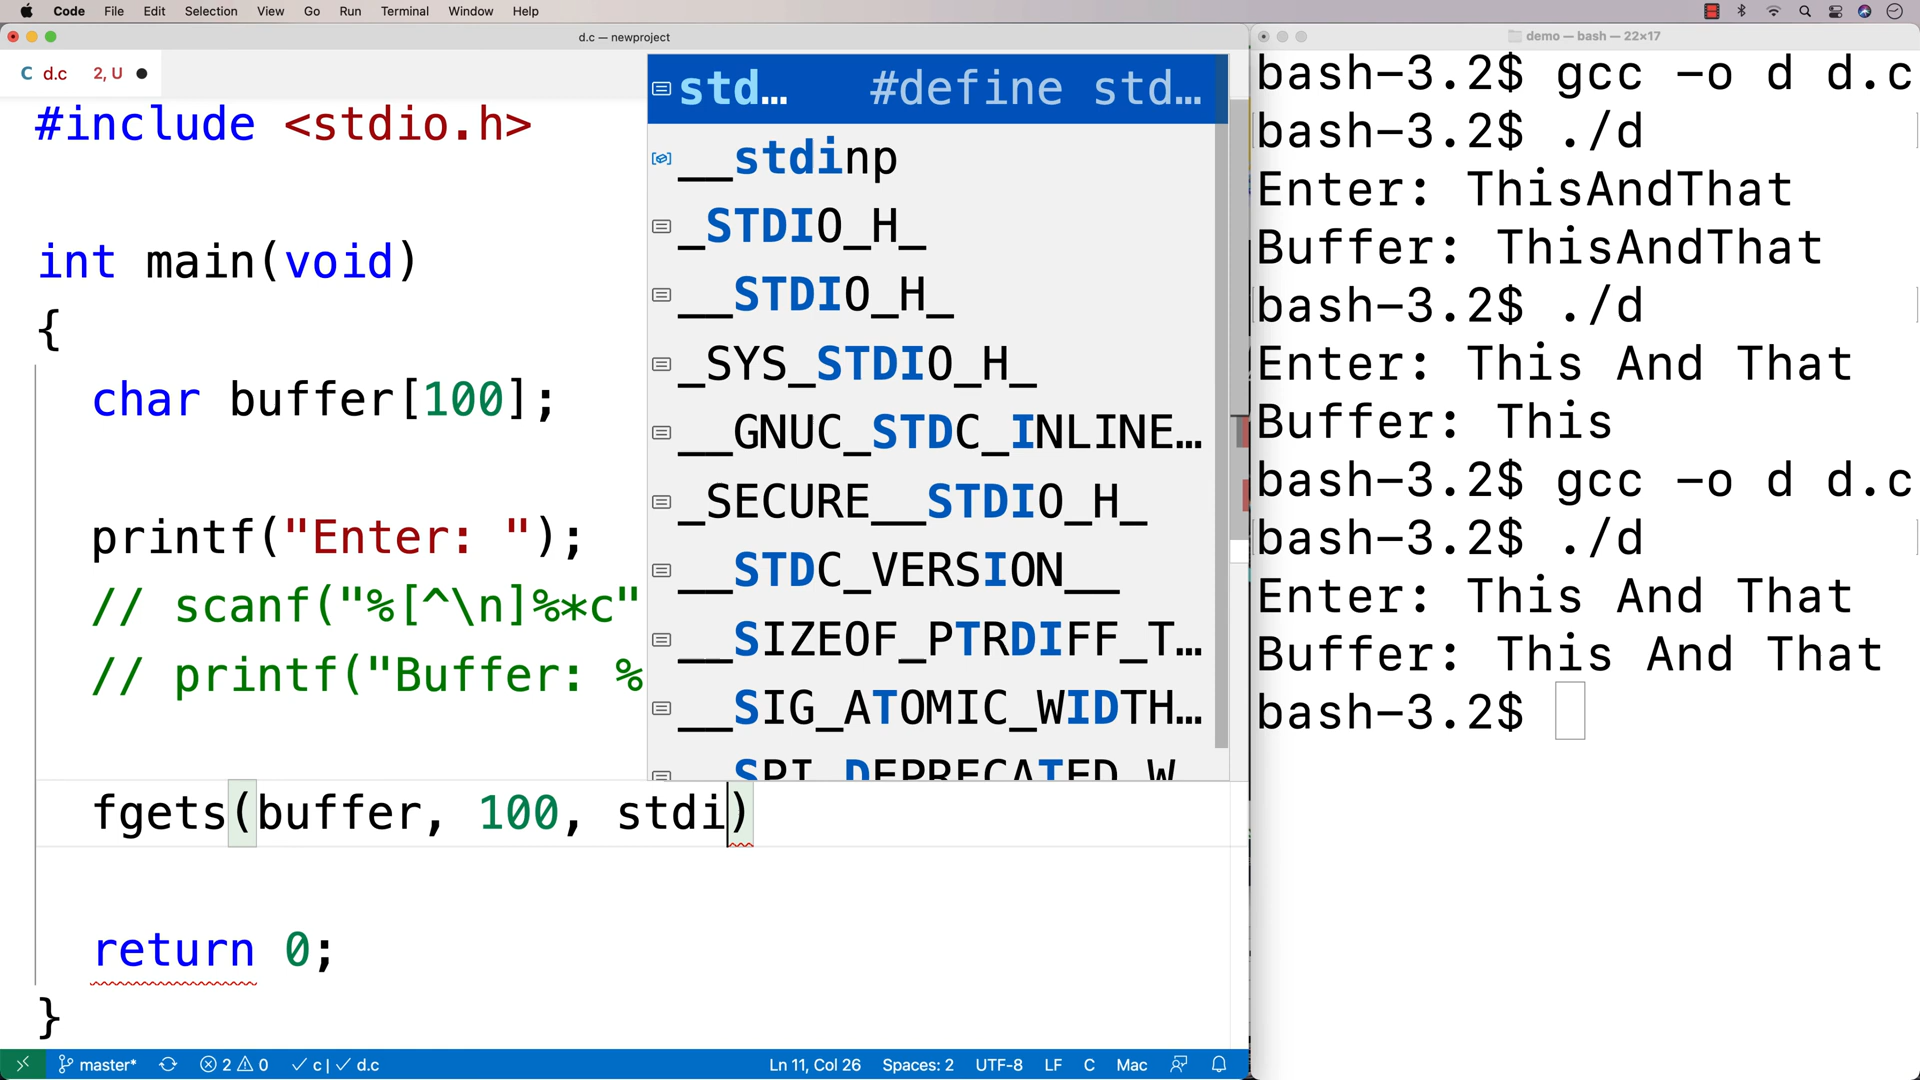 Code File Edit Selection View Go Run Terminal Window Help
d.c — newproject
C d.c 2, U
#include <stdio.h>
int main(void)
{
char buffer[100];
printf("Enter: ");
// scanf("%[^\n]%*c"
// printf("Buffer: %
fgets(buffer, 100, stdi)
return 0;
}
std… #define std…
__stdinp
_STDIO_H_
__STDIO_H_
_SYS_STDIO_H_
__GNUC_STDC_INLINE…
_SECURE__STDIO_H_
__STDC_VERSION__
__SIZEOF_PTRDIFF_T…
__SIG_ATOMIC_WIDTH…
__SPI_DEPRECATED_W
master* 2 0 c | d.c Ln 11, Col 26 Spaces: 2 UTF-8 LF C Mac
demo — bash — 22×17
bash-3.2$ gcc -o d d.c
bash-3.2$ ./d
Enter: ThisAndThat
Buffer: ThisAndThat
bash-3.2$ ./d
Enter: This And That
Buffer: This
bash-3.2$ gcc -o d d.c
bash-3.2$ ./d
Enter: This And That
Buffer: This And That
bash-3.2$